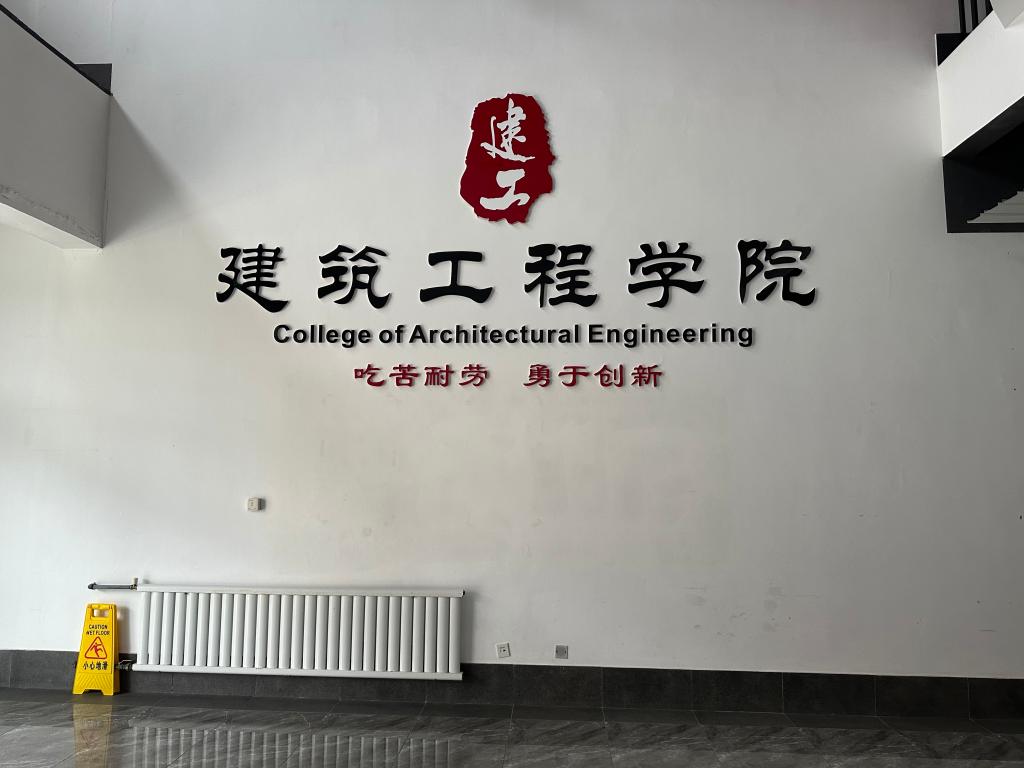 建
工
建筑工程学院
College of Architectural Engineering
吃苦耐劳 勇于创新
CAUTION
WET FLOOR
小心地滑